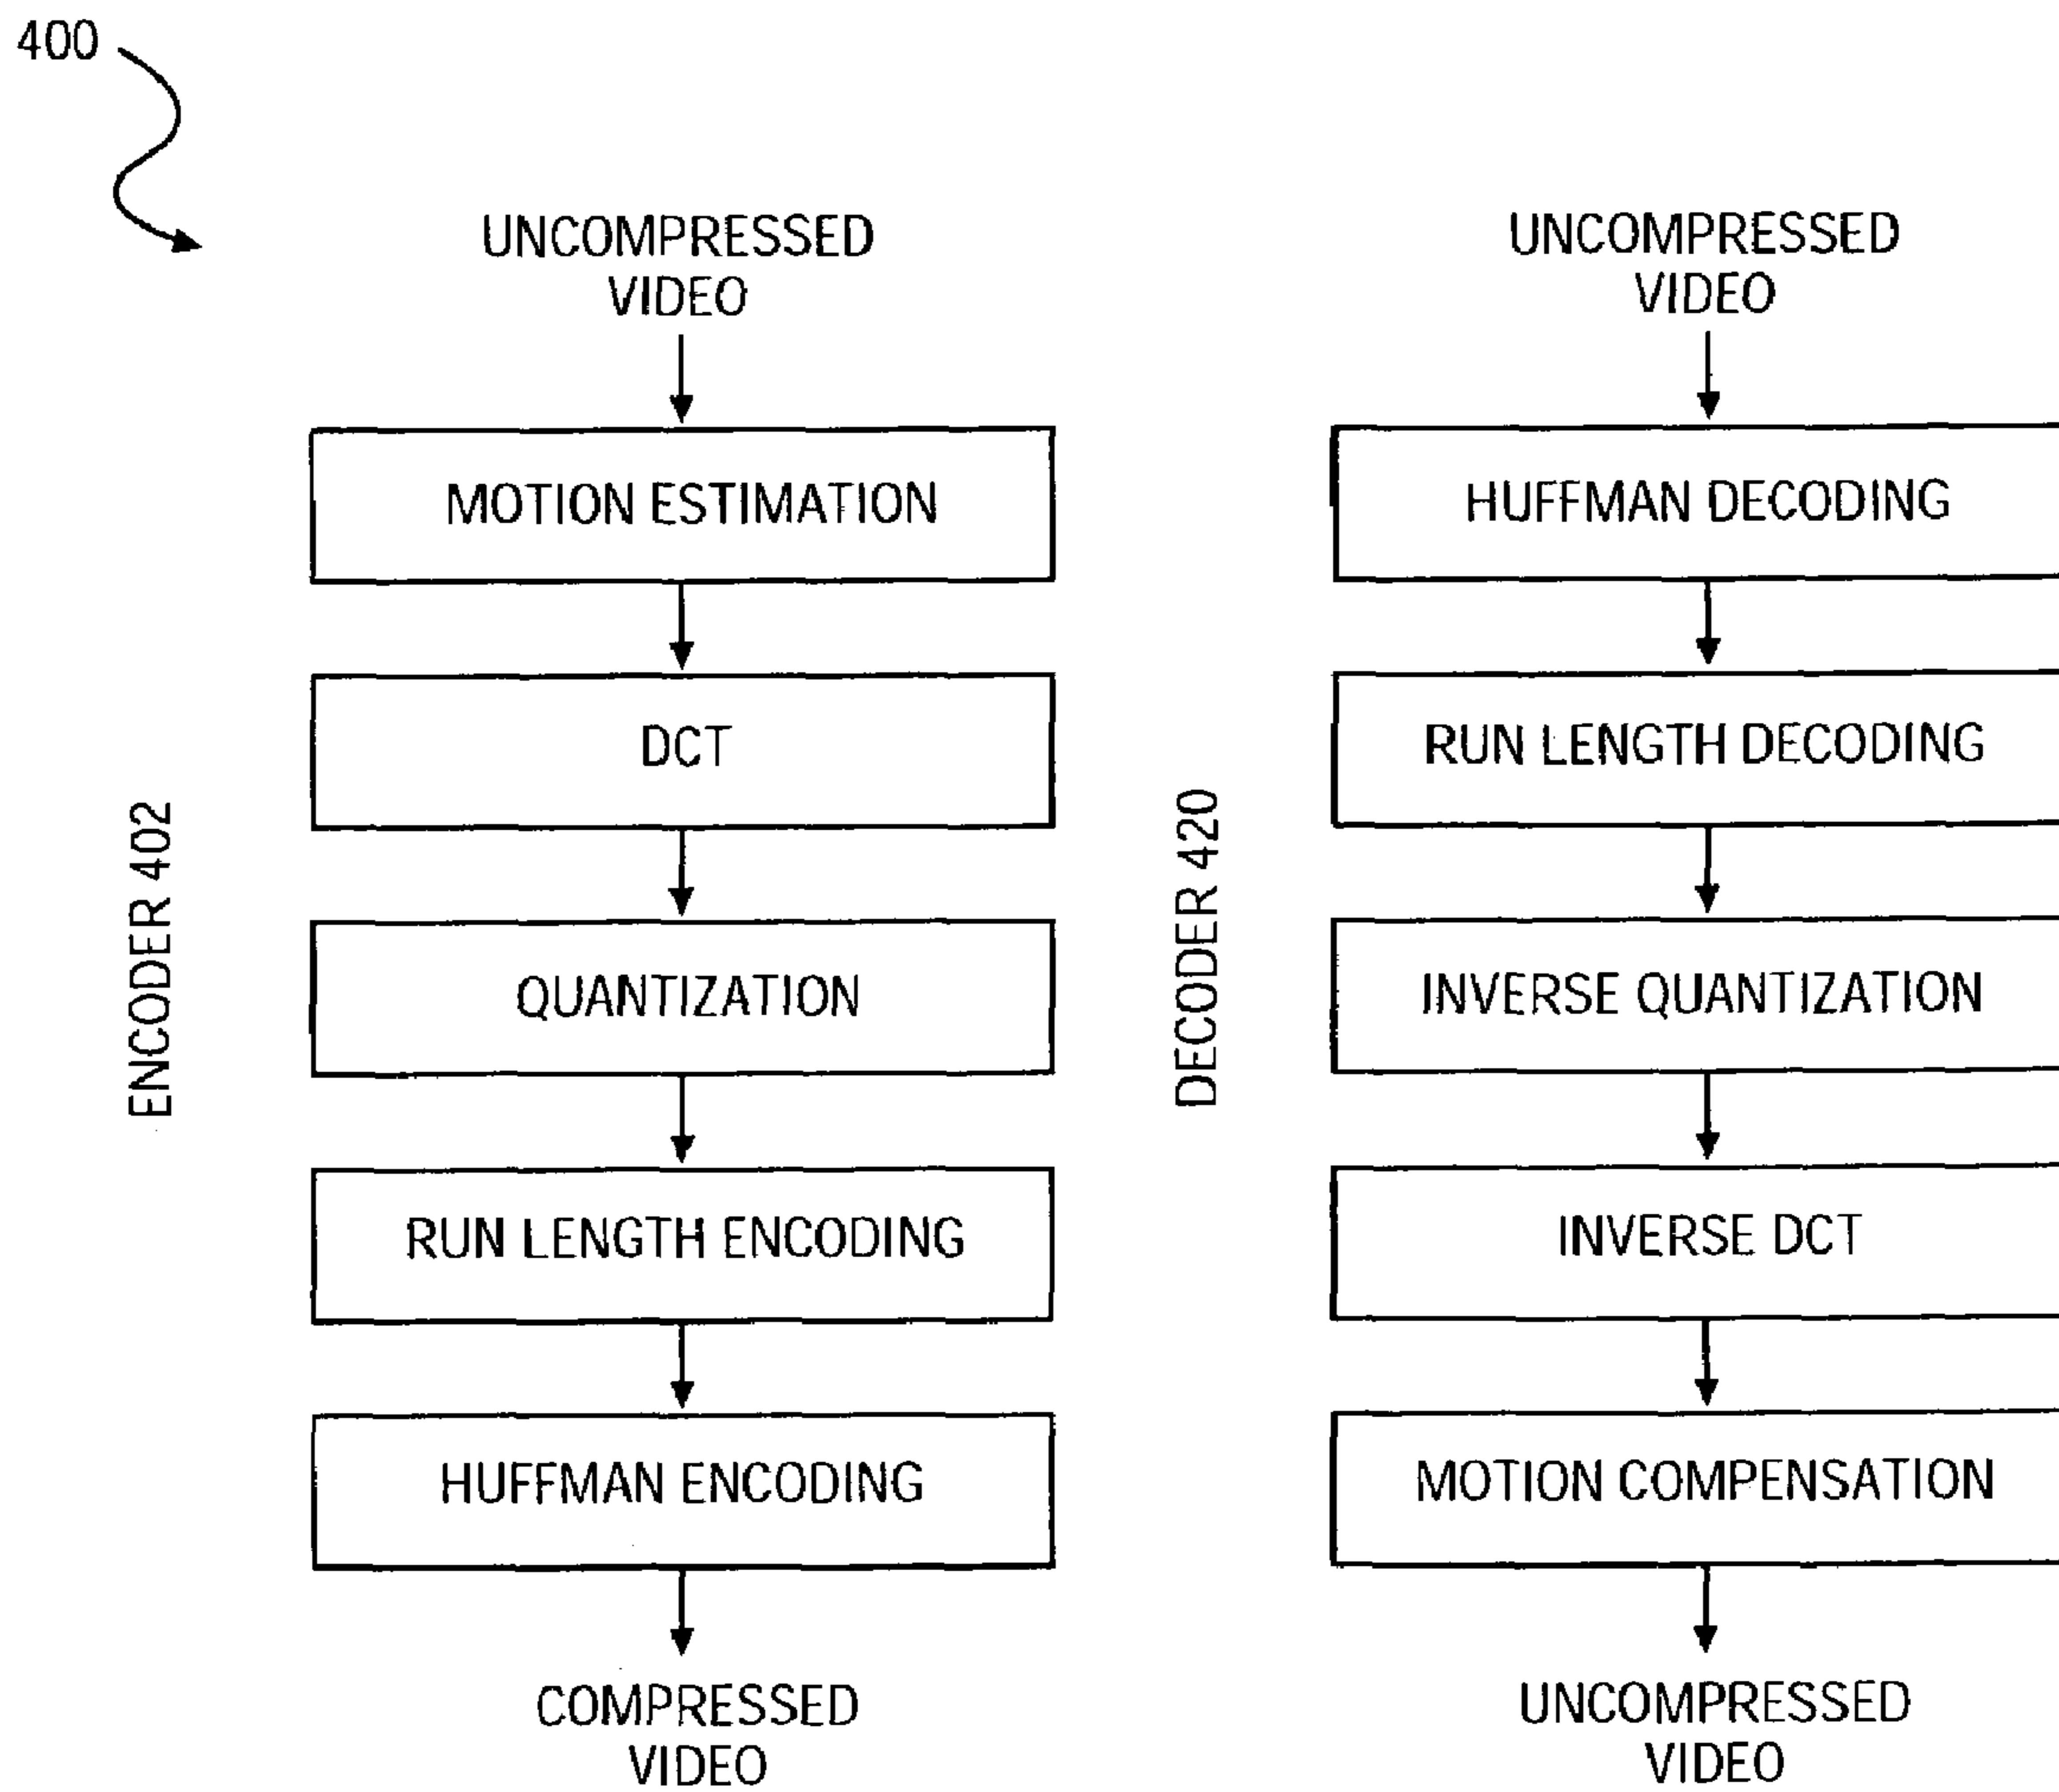 400
ENCODER 402
UNCOMPRESSED
VIDEO
MOTION ESTIMATION
DCT
QUANTIZATION
RUN LENGTH ENCODING
HUFFMAN ENCODING
COMPRESSED
VIDEO
DECODER 420
UNCOMPRESSED
VIDEO
HUFFMAN DECODING
RUN LENGTH DECODING
INVERSE QUANTIZATION
INVERSE DCT
MOTION COMPENSATION
UNCOMPRESSED
VIDEO